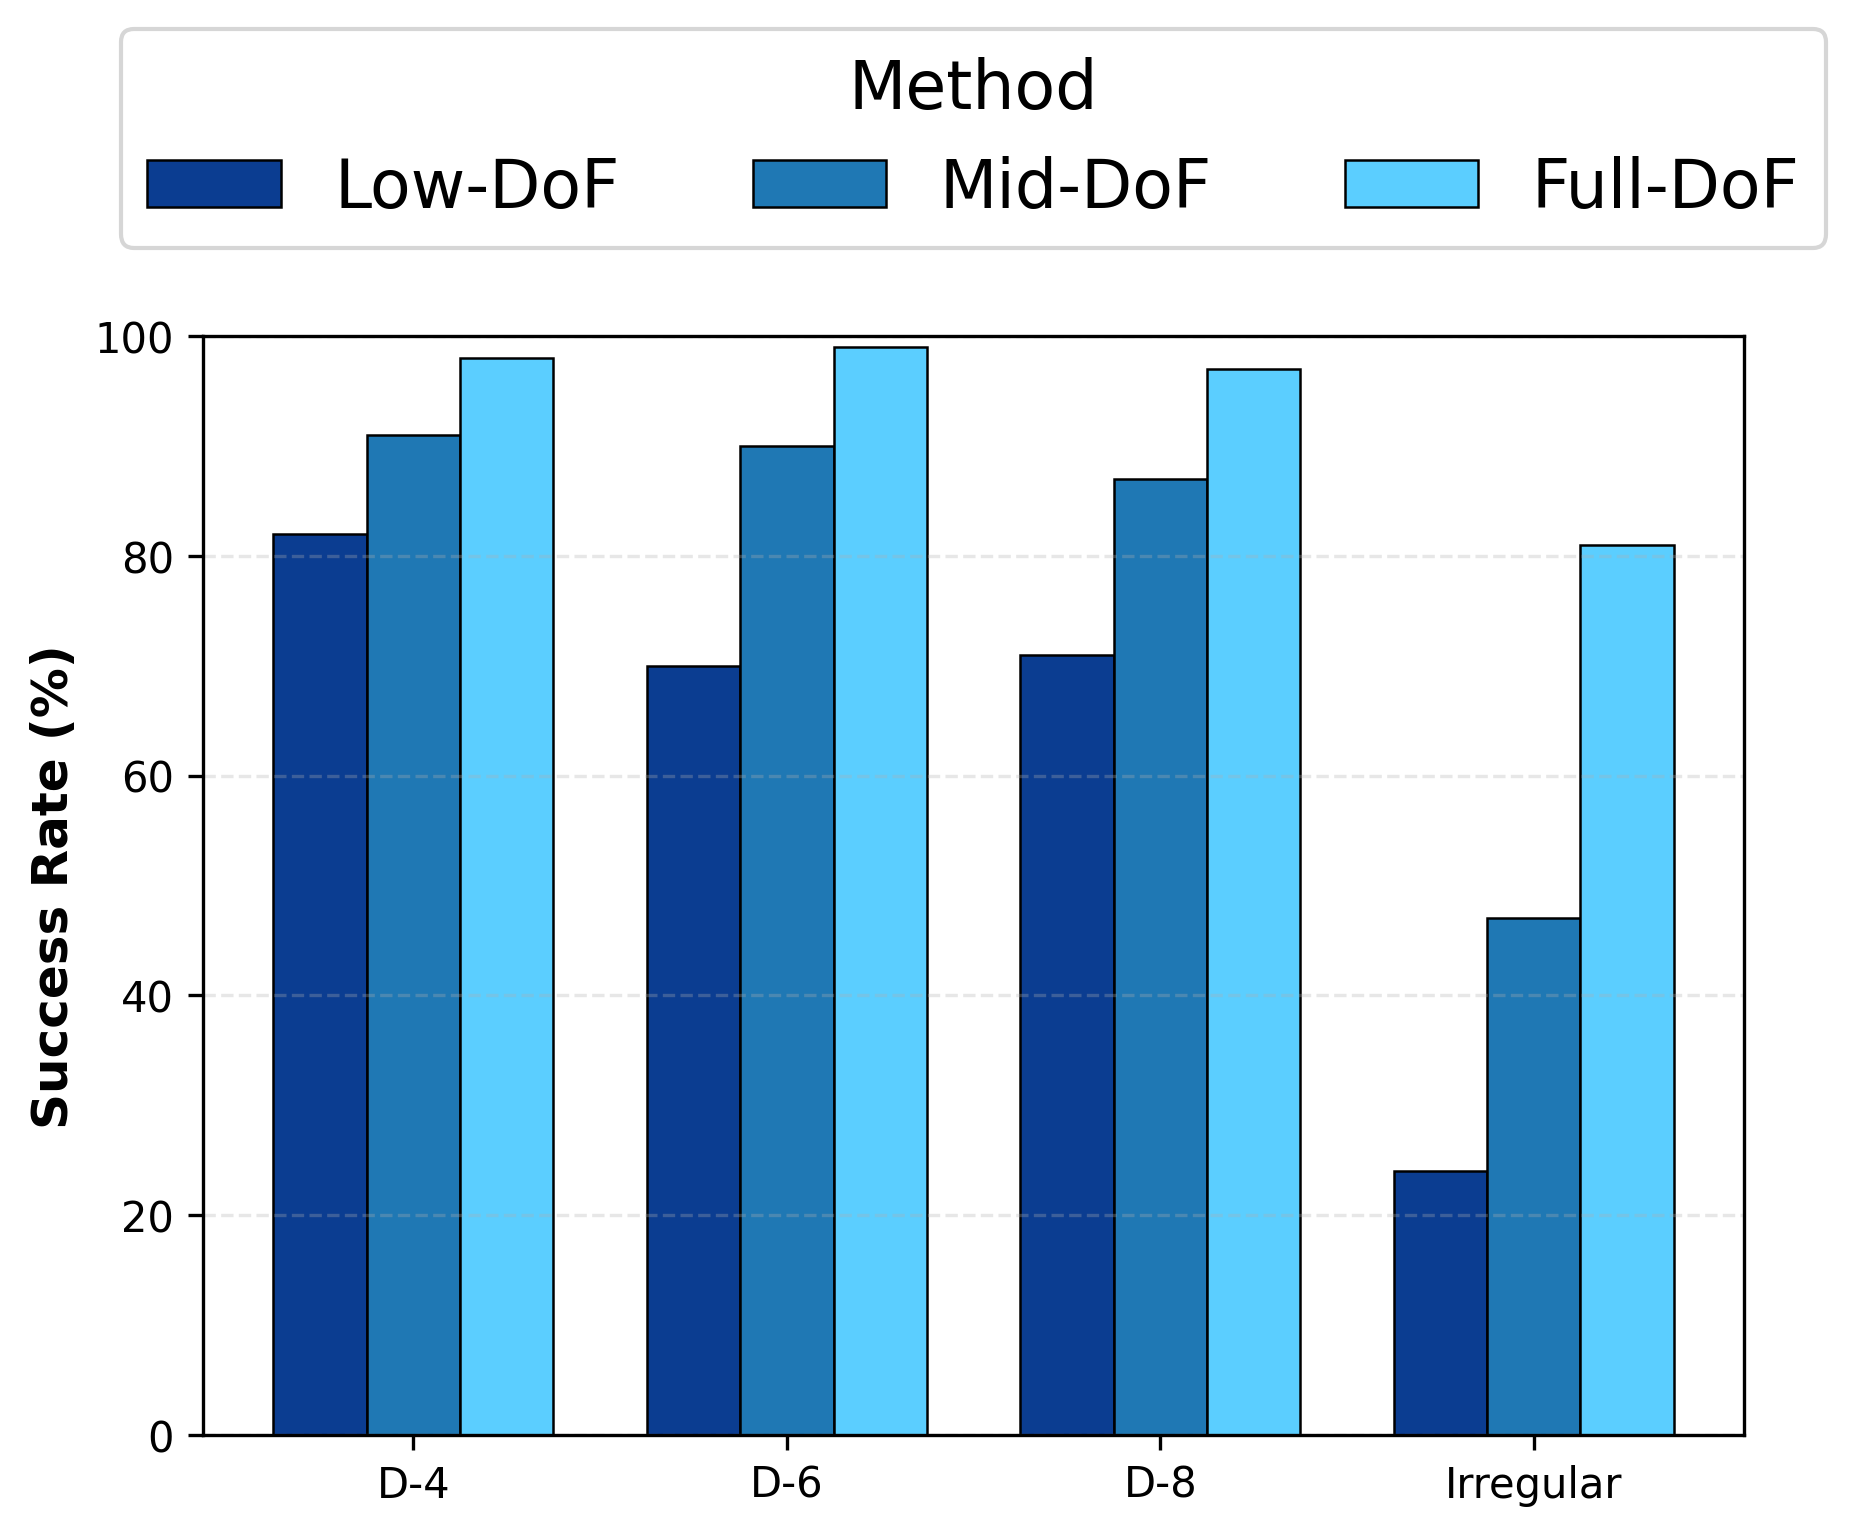 Method
Low-DoF Mid-DoF Full-DoF
Success Rate (%)
100
80
60
40
20
0
D-4 D-6 D-8 Irregular